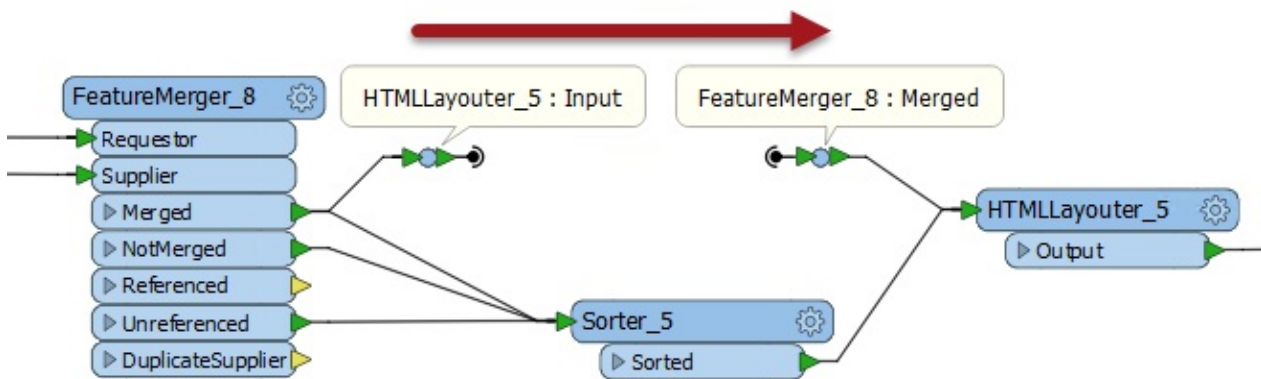 FeatureMerger_8
Requestor
Supplier
Merged
NotMerged
Referenced
Unreferenced
DuplicateSupplier
HTMLLayouter_5 : Input
FeatureMerger_8 : Merged
Sorter_5
Sorted
HTMLLayouter_5
Output